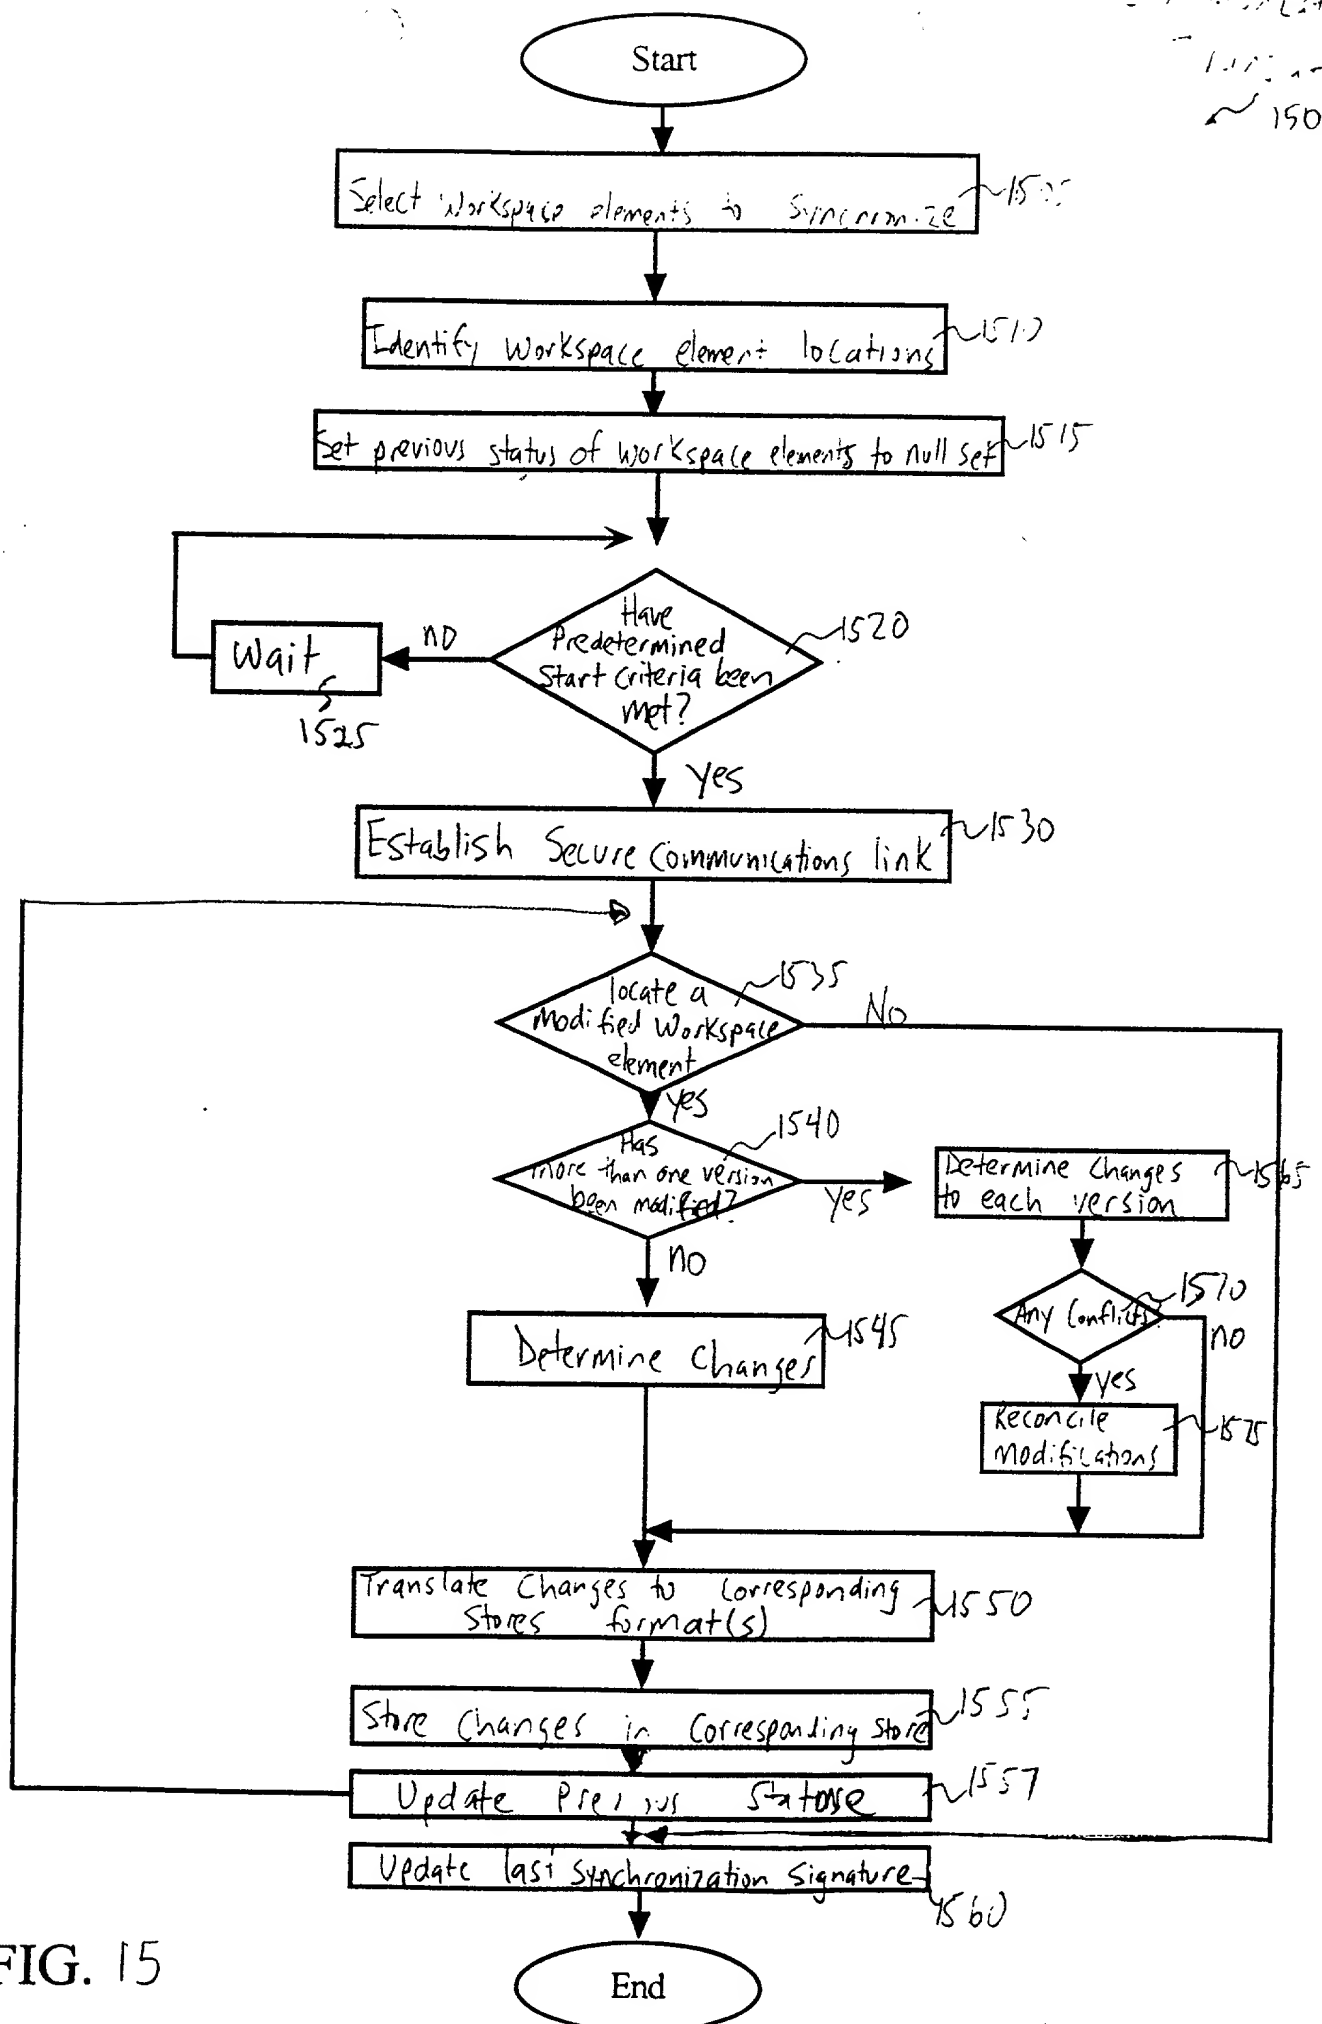 Start
150
Select Workspace elements to Syncronize
Identify Workspace element locations
1510
Set previous status of workspace elements to null set
1515
Have
Predetermined
Start Criteria been
met?
1520
no
Wait
1525
yes
Establish Secure Communications link
1530
locate a
Modified Workspace
element
1535
No
yes
Has
more than one version
been modified?
1540
yes
Determine Changes
to each version
1565
no
Any Conflicts?
1570
no
Determine Changes
1545
yes
Reconcile
Modifications
1575
Translate Changes to Corresponding
Stores format(s)
1550
Store Changes in Corresponding Store
1555
Update Previous
1557
Update last Synchronization Signature
1560
FIG. 15
End